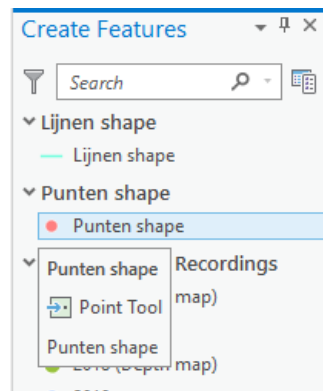 Create Features
Search
Lijnen shape
Lijnen shape
Punten shape
Punten shape
Punten shape
Recordings
Point Tool
map)
Punten shape
map)